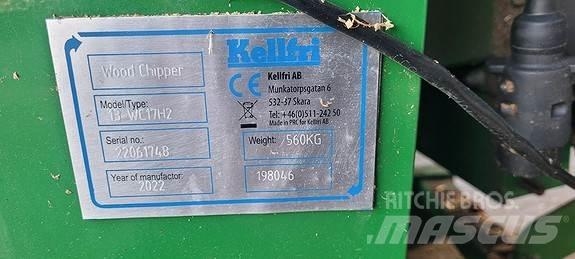 Wood Chipper
Model/Type:
13-WC17H2
Serial no.:
22061748
Year of manufactor:
2022
Kellfri
CE
Kellfri AB
Munkatorpsgatan 6
532-37 Skara
Tel: +46(0)511-242 50
Made in PRC for Kellfri AB
Weight: 560KG
198046
RITCHIE BROS.
MASCUS